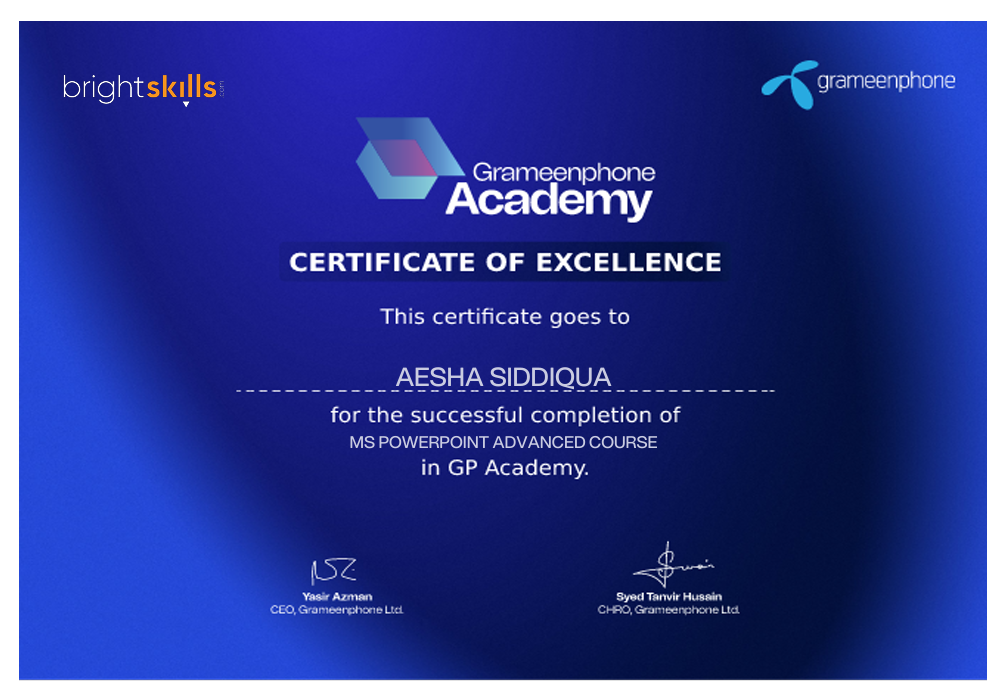 brightskills
grameenphone
Grameenphone
Academy
CERTIFICATE OF EXCELLENCE
This certificate goes to
AESHA SIDDIQUA
for the successful completion of
MS POWERPOINT ADVANCED COURSE
in GP Academy.
Yasir Azman
CEO, Grameenphone Ltd.
Syed Tanvir Husain
CHRO, Grameenphone Ltd.